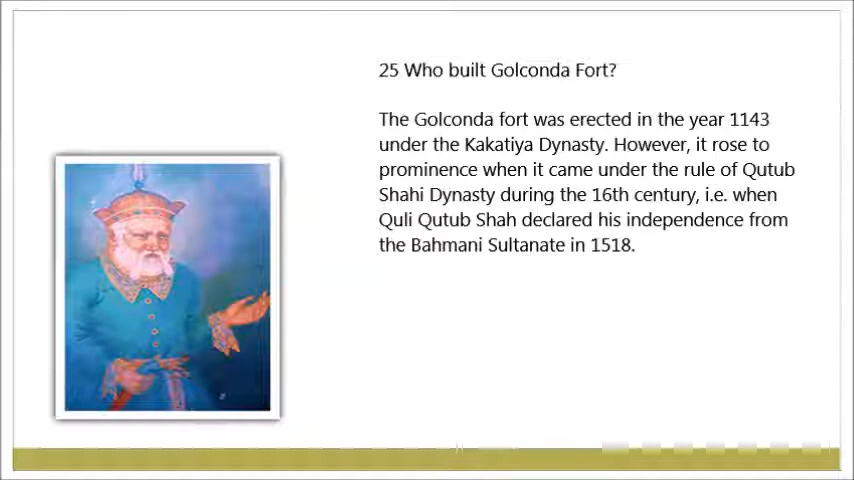 25 Who built Golconda Fort?
The Golconda fort was erected in the year 1143
under the Kakatiya Dynasty. However, it rose to
prominence when it came under the rule of Qutub
Shahi Dynasty during the 16th century, i.e. when
Quli Qutub Shah declared his independence from
the Bahmani Sultanate in 1518.